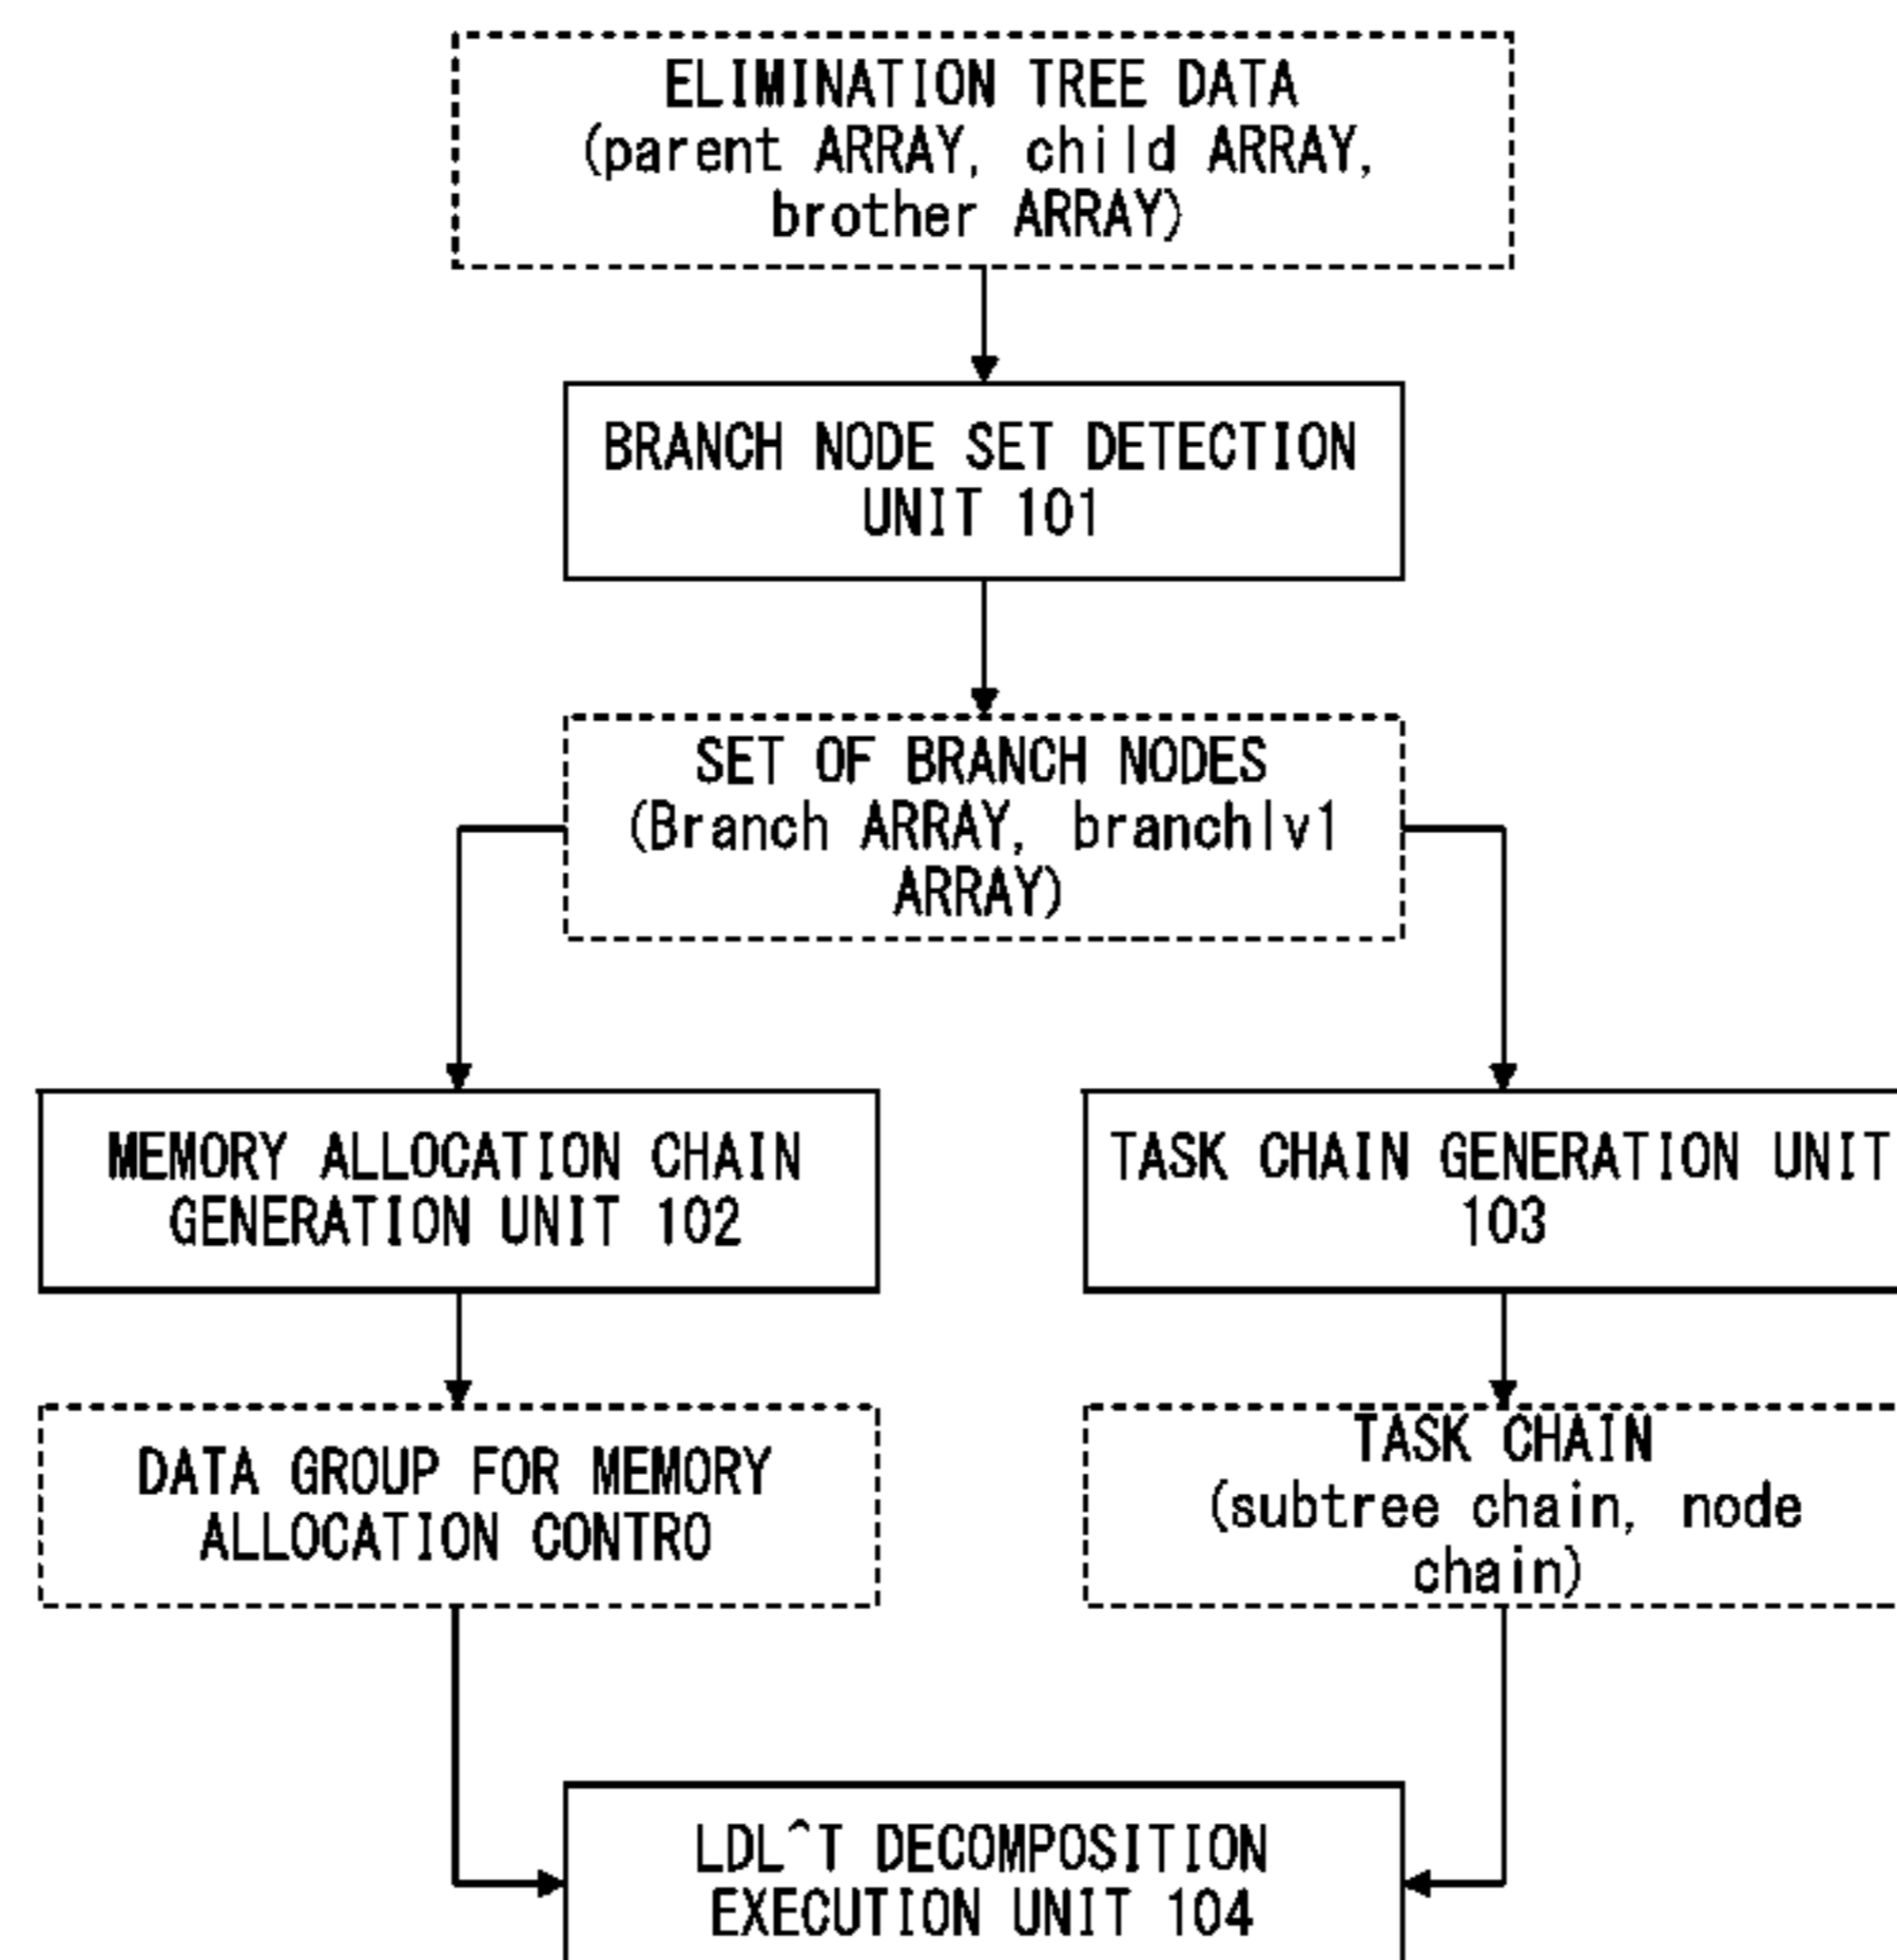 ELIMINATION TREE DATA
(parent ARRAY, child ARRAY,
brother ARRAY)
BRANCH NODE SET DETECTION
UNIT 101
SET OF BRANCH NODES
(Branch ARRAY, branchlv1
ARRAY)
MEMORY ALLOCATION CHAIN
GENERATION UNIT 102
TASK CHAIN GENERATION UNIT
103
DATA GROUP FOR MEMORY
ALLOCATION CONTRO
TASK CHAIN
(subtree chain, node
chain)
LDL^T DECOMPOSITION
EXECUTION UNIT 104